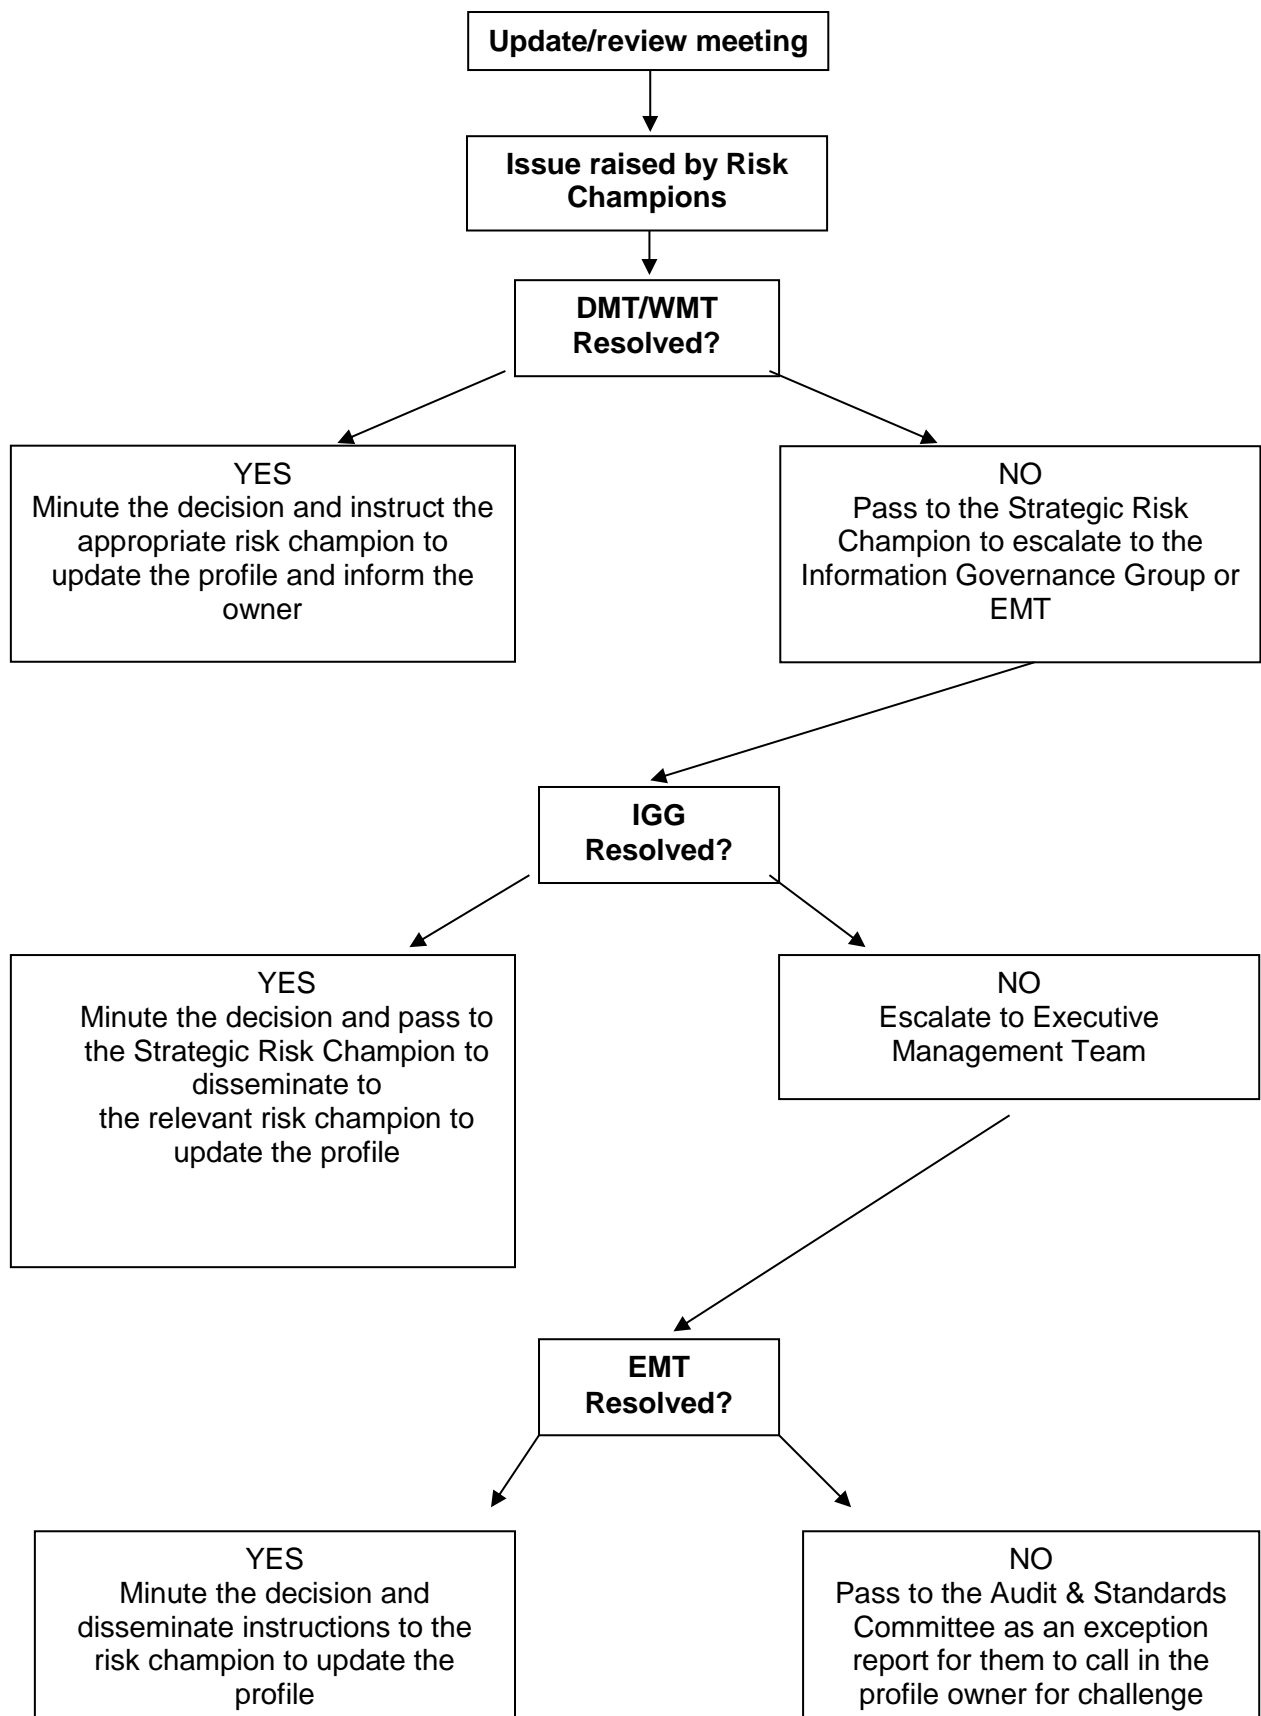 Update/review meeting
Issue raised by Risk
Champions
DMT/WMT
Resolved?
YES
Minute the decision and instruct the
appropriate risk champion to
update the profile and inform the
owner
NO
Pass to the Strategic Risk
Champion to escalate to the
Information Governance Group or
EMT
IGG
Resolved?
YES
Minute the decision and pass to
the Strategic Risk Champion to
disseminate to
the relevant risk champion to
update the profile
NO
Escalate to Executive
Management Team
EMT
Resolved?
YES
Minute the decision and
disseminate instructions to the
risk champion to update the
profile
NO
Pass to the Audit & Standards
Committee as an exception
report for them to call in the
profile owner for challenge